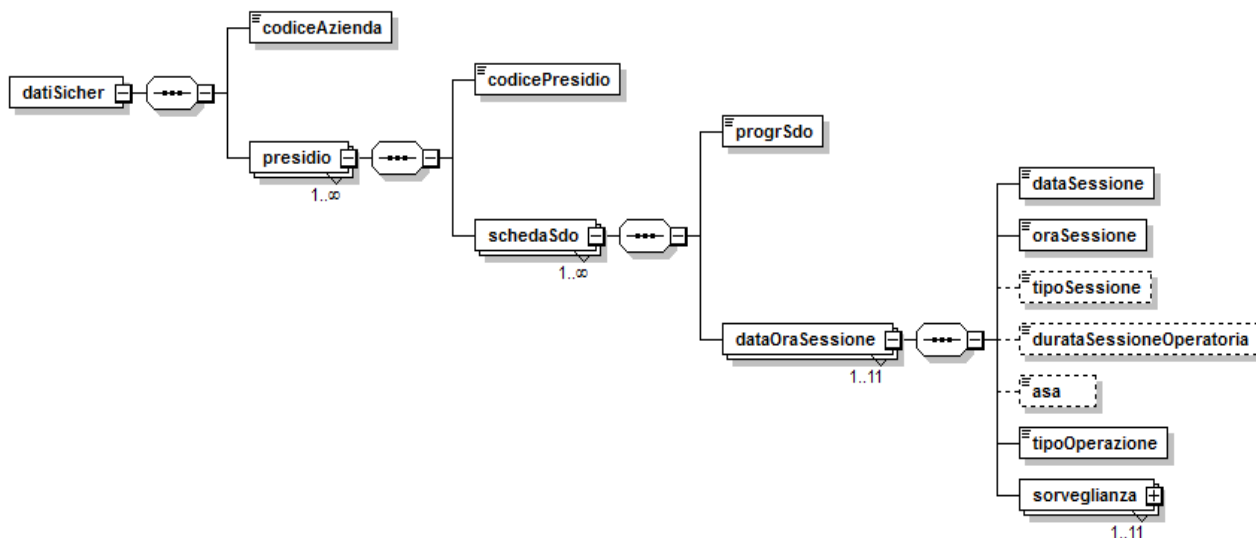 codiceAzienda
codicePresidio
datiSicher
progrSdo
presidio
1..∞
dataSessione
schedaSdo
oraSessione
1..∞
tipoSessione
dataOraSessione
durataSessioneOperatoria
1..11
asa
tipoOperazione
sorveglianza
1..11